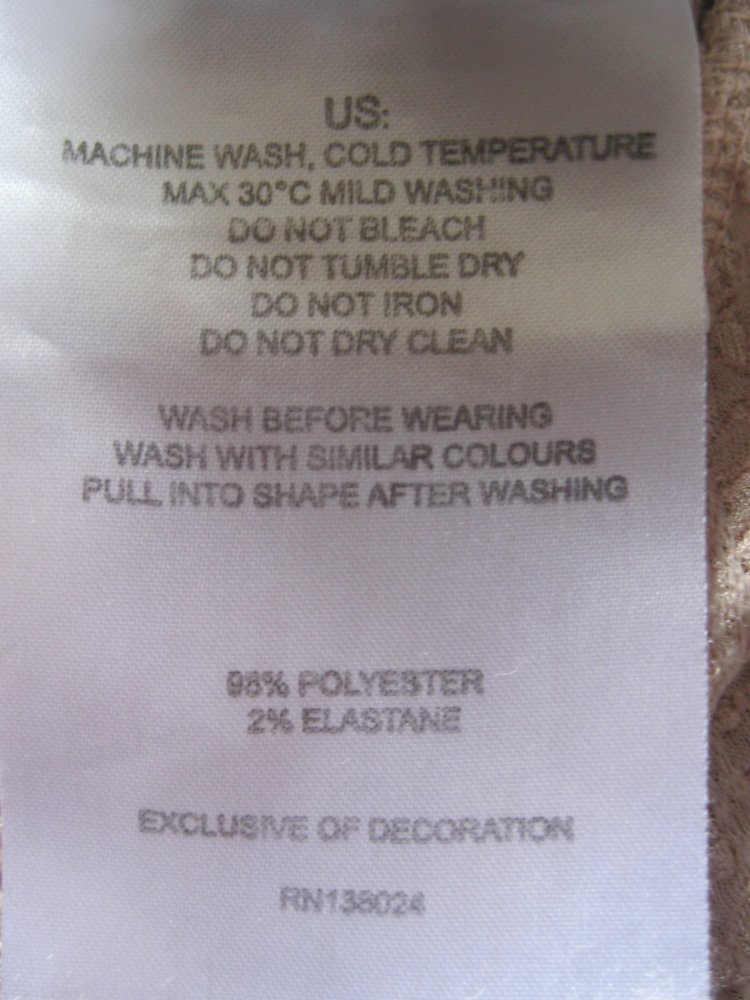 US:
MACHINE WASH, COLD TEMPERATURE
MAX 30°C MILD WASHING
DO NOT BLEACH
DO NOT TUMBLE DRY
DO NOT IRON
DO NOT DRY CLEAN
WASH BEFORE WEARING
WASH WITH SIMILAR COLOURS
PULL INTO SHAPE AFTER WASHING
98% POLYESTER
2% ELASTANE
EXCLUSIVE OF DECORATION
RN138024